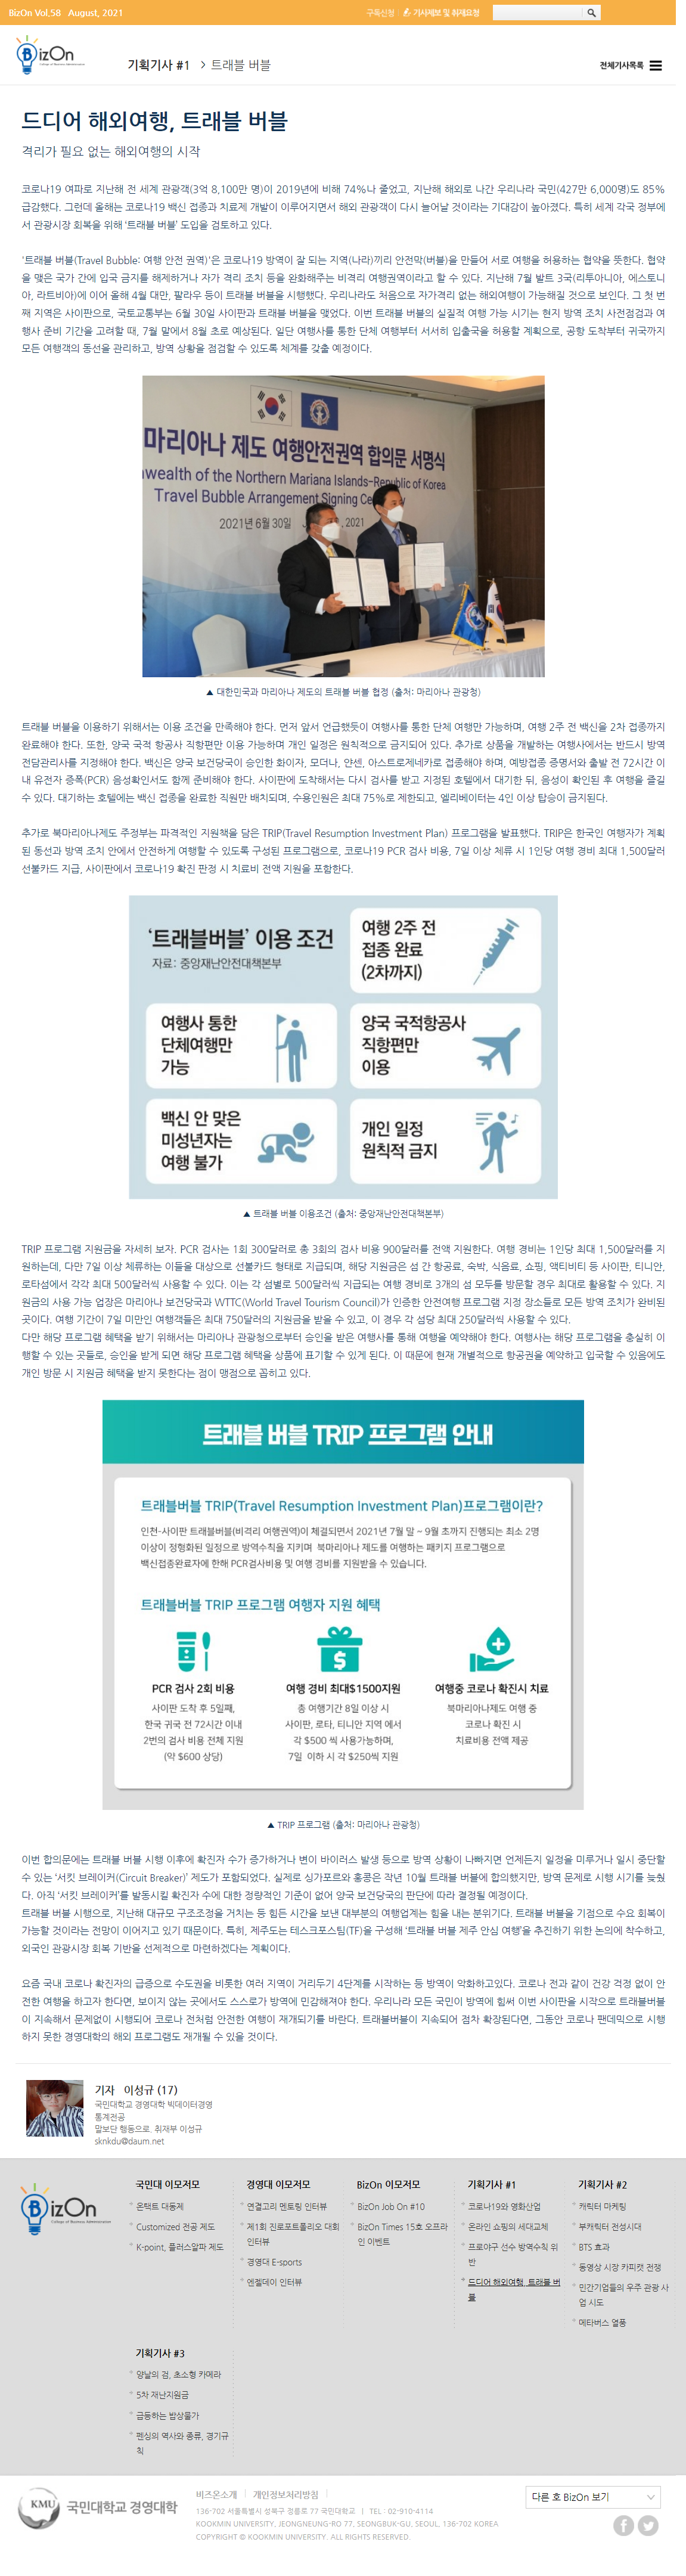 BizOn Vol.58 August, 2021
구독신청 기사제보 및 취재요청
BizOn
College of Business Administration
기획기사 #1 > 트래블 버블
전체기사목록
드디어 해외여행, 트래블 버블
격리가 필요 없는 해외여행의 시작
코로나19 여파로 지난해 전 세계 관광객(3억 8,100만 명)이 2019년에 비해 74%나 줄었고, 지난해 해외로 나간 우리나라 국민(427만 6,000명)도 85%
급감했다. 그런데 올해는 코로나19 백신 접종과 치료제 개발이 이루어지면서 해외 관광객이 다시 늘어날 것이라는 기대감이 높아졌다. 특히 세계 각국 정부에
서 관광시장 회복을 위해 '트래블 버블' 도입을 검토하고 있다.
'트래블 버블(Travel Bubble: 여행 안전 권역)'은 코로나19 방역이 잘 되는 지역(나라)끼리 안전막(버블)을 만들어 서로 여행을 허용하는 협약을 뜻한다. 협약
을 맺은 국가 간에 입국 금지를 해제하거나 자가 격리 조치 등을 완화해주는 비격리 여행권역이라고 할 수 있다. 지난해 7월 발트 3국(리투아니아, 에스토니
아, 라트비아)에 이어 올해 4월 대만, 팔라우 등이 트래블 버블을 시행했다. 우리나라도 처음으로 자가격리 없는 해외여행이 가능해질 것으로 보인다. 그 첫 번
째 지역은 사이판으로, 국토교통부는 6월 30일 사이판과 트래블 버블을 맺었다. 이번 트래블 버블의 실질적 여행 가능 시기는 현지 방역 조치 사전점검과 여
행사 준비 기간을 고려할 때, 7월 말에서 8월 초로 예상된다. 일단 여행사를 통한 단체 여행부터 서서히 입출국을 허용할 계획으로, 공항 도착부터 귀국까지
모든 여행객의 동선을 관리하고, 방역 상황을 점검할 수 있도록 체계를 갖출 예정이다.
마리아나 제도 여행안전권역 합의문 서명식
wealth of the Northern Mariana Islands-Republic of Korea
Travel Bubble Arrangement Signing
2021년 6월 30일 , 2021
▲ 대한민국과 마리아나 제도의 트래블 버블 협정 (출처: 마리아나 관광청)
트래블 버블을 이용하기 위해서는 이용 조건을 만족해야 한다. 먼저 앞서 언급했듯이 여행사를 통한 단체 여행만 가능하며, 여행 2주 전 백신을 2차 접종까지
완료해야 한다. 또한, 양국 국적 항공사 직항편만 이용 가능하며 개인 일정은 원칙적으로 금지되어 있다. 추가로 상품을 개발하는 여행사에서는 반드시 방역
전담관리사를 지정해야 한다. 백신은 양국 보건당국이 승인한 화이자, 모더나, 얀센, 아스트로제네카로 접종해야 하며, 예방접종 증명서와 출발 전 72시간 이
내 유전자 증폭(PCR) 음성확인서도 함께 준비해야 한다. 사이판에 도착해서는 다시 검사를 받고 지정된 호텔에서 대기한 뒤, 음성이 확인된 후 여행을 즐길
수 있다. 대기하는 호텔에는 백신 접종을 완료한 직원만 배치되며, 수용인원은 최대 75%로 제한되고, 엘리베이터는 4인 이상 탑승이 금지된다.
추가로 북마리아나제도 주정부는 파격적인 지원책을 담은 TRIP(Travel Resumption Investment Plan) 프로그램을 발표했다. TRIP은 한국인 여행자가 계획
된 동선과 방역 조치 안에서 안전하게 여행할 수 있도록 구성된 프로그램으로, 코로나19 PCR 검사 비용, 7일 이상 체류 시 1인당 여행 경비 최대 1,500달러
선불카드 지급, 사이판에서 코로나19 확진 판정 시 치료비 전액 지원을 포함한다.
'트래블버블' 이용 조건
자료: 중앙재난안전대책본부
여행 2주 전
접종 완료
(2차까지)
여행사 통한
단체여행만
가능
양국 국적항공사
직항편만
이용
백신 안 맞은
미성년자는
여행 불가
개인 일정
원칙적 금지
▲ 트래블 버블 이용조건 (출처: 중앙재난안전대책본부)
TRIP 프로그램 지원금을 자세히 보자. PCR 검사는 1회 300달러로 총 3회의 검사 비용 900달러를 전액 지원한다. 여행 경비는 1인당 최대 1,500달러를 지
원하는데, 다만 7일 이상 체류하는 이들을 대상으로 선불카드 형태로 지급되며, 해당 지원금은 섬 간 항공료, 숙박, 식음료, 쇼핑, 액티비티 등 사이판, 티니안,
로타섬에서 각각 최대 500달러씩 사용할 수 있다. 이는 각 섬별로 500달러씩 지급되는 여행 경비로 3개의 섬 모두를 방문할 경우 최대로 활용할 수 있다. 지
원금의 사용 가능 업장은 마리아나 보건당국과 WTTC(World Travel Tourism Council)가 인증한 안전여행 프로그램 지정 장소들로 모든 방역 조치가 완비된
곳이다. 여행 기간이 7일 미만인 여행객들은 최대 750달러의 지원금을 받을 수 있고, 이 경우 각 섬당 최대 250달러씩 사용할 수 있다.
다만 해당 프로그램 혜택을 받기 위해서는 마리아나 관광청으로부터 승인을 받은 여행사를 통해 여행을 예약해야 한다. 여행사는 해당 프로그램을 충실히 이
행할 수 있는 곳들로, 승인을 받게 되면 해당 프로그램 혜택을 상품에 표기할 수 있게 된다. 이 때문에 현재 개별적으로 항공권을 예약하고 입국할 수 있음에도
개인 방문 시 지원금 혜택을 받지 못한다는 점이 맹점으로 꼽히고 있다.
트래블 버블 TRIP 프로그램 안내
트래블버블 TRIP(Travel Resumption Investment Plan)프로그램이란?
인천-사이판 트래블버블(비격리 여행권역)이 체결되면서 2021년 7월 말 ~ 9월 초까지 진행되는 최소 2명
이상이 정형화된 일정으로 방역수칙을 지키며 북마리아나 제도를 여행하는 패키지 프로그램으로
백신접종완료자에 한해 PCR검사비용 및 여행 경비를 지원받을 수 있습니다.
트래블버블 TRIP 프로그램 여행자 지원 혜택
PCR 검사 2회 비용
사이판 도착 후 5일째,
한국 귀국 전 72시간 이내
2번의 검사 비용 전체 지원
(약 $600 상당)
여행 경비 최대$1500지원
총 여행기간 8일 이상 시
사이판, 로타, 티니안 지역 에서
각 $500 씩 사용가능하며,
7일 이하 시 각 $250씩 지원
여행중 코로나 확진시 치료
북마리아나제도 여행 중
코로나 확진 시
치료비용 전액 제공
▲ TRIP 프로그램 (출처: 마리아나 관광청)
이번 합의문에는 트래블 버블 시행 이후에 확진자 수가 증가하거나 변이 바이러스 발생 등으로 방역 상황이 나빠지면 언제든지 일정을 미루거나 일시 중단할
수 있는 '서킷 브레이커(Circuit Breaker)' 제도가 포함되었다. 실제로 싱가포르와 홍콩은 작년 10월 트래블 버블에 합의했지만, 방역 문제로 시행 시기를 늦췄
다. 아직 '서킷 브레이커'를 발동시킬 확진자 수에 대한 정량적인 기준이 없어 양국 보건당국의 판단에 따라 결정될 예정이다.
트래블 버블 시행으로, 지난해 대규모 구조조정을 거치는 등 힘든 시간을 보낸 대부분의 여행업계는 힘을 내는 분위기다. 트래블 버블을 기점으로 수요 회복이
가능할 것이라는 전망이 이어지고 있기 때문이다. 특히, 제주도는 테스크포스팀(TF)을 구성해 '트래블 버블 제주 안심 여행'을 추진하기 위한 논의에 착수하고,
외국인 관광시장 회복 기반을 선제적으로 마련하겠다는 계획이다.
요즘 국내 코로나 확진자의 급증으로 수도권을 비롯한 여러 지역이 거리두기 4단계를 시작하는 등 방역이 악화하고있다. 코로나 전과 같이 건강 걱정 없이 안
전한 여행을 하고자 한다면, 보이지 않는 곳에서도 스스로가 방역에 민감해져야 한다. 우리나라 모든 국민이 방역에 힘써 이번 사이판을 시작으로 트래블버블
이 지속해서 문제없이 시행되어 코로나 전처럼 안전한 여행이 재개되기를 바란다. 트래블버블이 지속되어 점차 확장된다면, 그동안 코로나 팬데믹으로 시행
하지 못한 경영대학의 해외 프로그램도 재개될 수 있을 것이다.
기자 이성규 (17)
국민대학교 경영대학 빅데이터경영
통계전공
말보단 행동으로. 취재부 이성규
sknkdu@daum.net
BizOn
College of Business Administration
국민대 이모저모
온택트 대동제
Customized 전공 제도
K-point, 플러스알파 제도
경영대 이모저모
연결고리 멘토링 인터뷰
제1회 진로포트폴리오 대회
인터뷰
경영대 E-sports
엔젤데이 인터뷰
BizOn 이모저모
BizOn Job On #10
BizOn Times 15호 오프라
인 이벤트
기획기사 #1
코로나19와 영화산업
온라인 쇼핑의 세대교체
프로야구 선수 방역수칙 위
반
드디어 해외여행, 트래블 버
블
기획기사 #2
캐릭터 마케팅
부캐릭터 전성시대
BTS 효과
동영상 시장 카피캣 전쟁
민간기업들의 우주 관광 사
업 시도
메타버스 열풍
기획기사 #3
양날의 검, 초소형 카메라
5차 재난지원금
급등하는 밥상물가
펜싱의 역사와 종류, 경기규
칙
KMU 국민대학교 경영대학
비즈온소개 | 개인정보처리방침 |
136-702 서울특별시 성북구 정릉로 77 국민대학교 | TEL : 02-910-4114
KOOKMIN UNIVERSITY, JEONGNEUNG-RO 77, SEONGBUK-GU, SEOUL, 136-702 KOREA
COPYRIGHT © KOOKMIN UNIVERSITY. ALL RIGHTS RESERVED.
다른 호 BizOn 보기